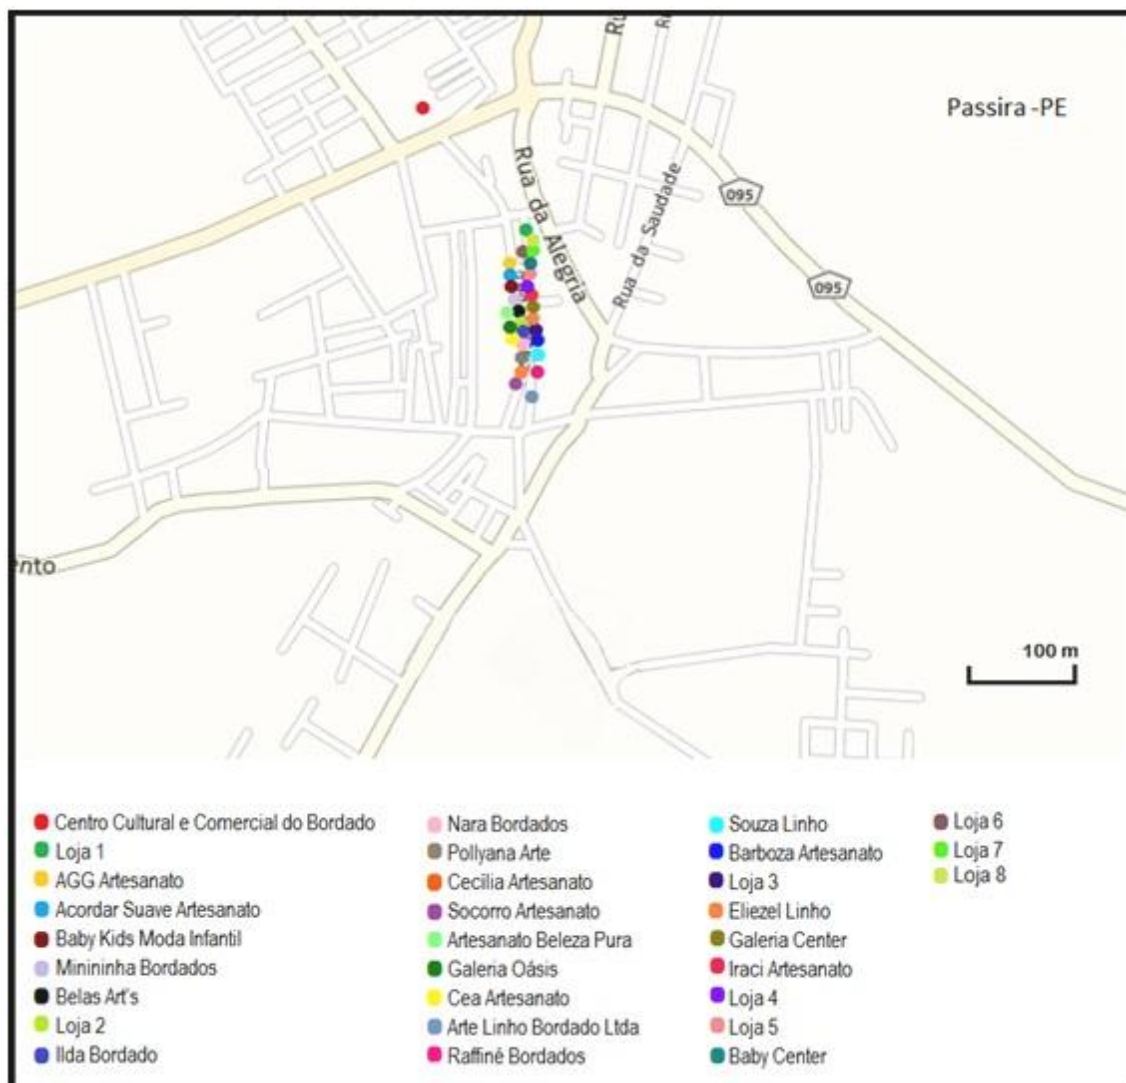 Ru
Passira -PE
Rua da Alegria
Rua da Saudade
095
095
ento
100 m
Centro Cultural e Comercial do Bordado
Loja 1
AGG Artesanato
Acordar Suave Artesanato
Baby Kids Moda Infantil
Minininha Bordados
Belas Art's
Loja 2
Ilda Bordado
Nara Bordados
Pollyana Arte
Cecília Artesanato
Socorro Artesanato
Artesanato Beleza Pura
Galeria Oásis
Cea Artesanato
Arte Linho Bordado Ltda
Raffinê Bordados
Souza Linho
Barboza Artesanato
Loja 3
Eliezel Linho
Galeria Center
Iraci Artesanato
Loja 4
Loja 5
Baby Center
Loja 6
Loja 7
Loja 8